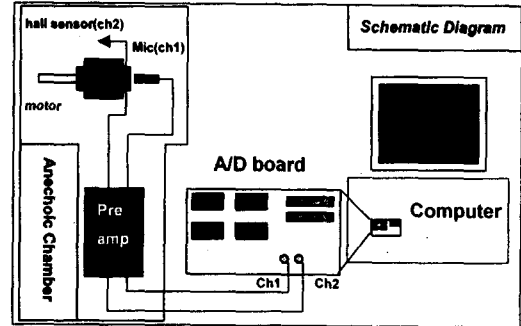 hall sensor(ch2)
Schematic Diagram
Mic(ch1)
motor
A/D board
Anechoic Chamber
Pre
amp
Computer
Ch1
Ch2